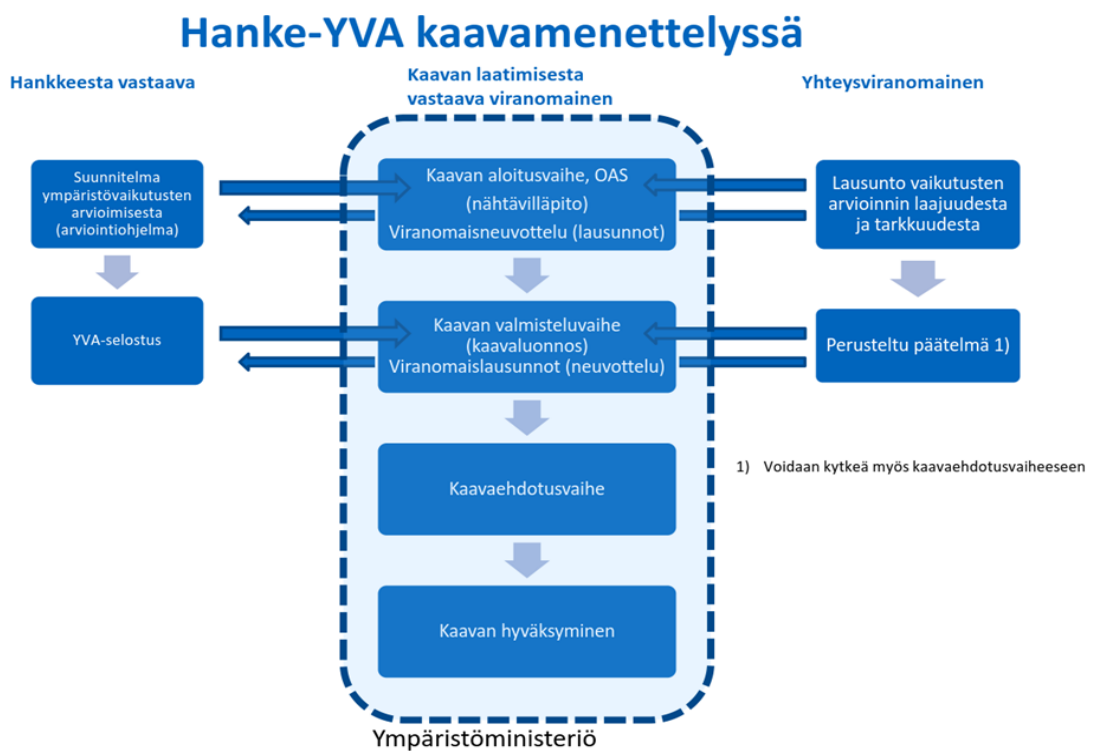 Hanke-YVA kaavamenettelyssä
Hankkeesta vastaava
Kaavan laatimisesta
vastaava viranomainen
Yhteysviranomainen
Suunnitelma
ympäristövaikutusten
arvioimisesta
(arviointiohjelma)
Kaavan aloitusvaihe, OAS
(nähtävilläpito)
Viranomaisneuvottelu (lausunnot)
Lausunto vaikutusten
arvioinnin laajuudesta
ja tarkkuudesta
YVA-selostus
Kaavan valmisteluvaihe
(kaavaluonnos)
Viranomaislausunnot (neuvottelu)
Perusteltu päätelmä 1)
1) Voidaan kytkeä myös kaavaehdotusvaiheeseen
Kaavaehdotusvaihe
Kaavan hyväksyminen
Ympäristöministeriö